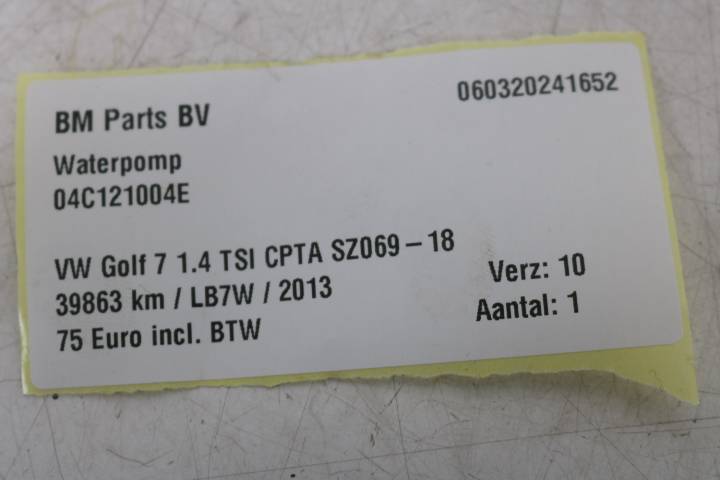 060320241652
BM Parts BV
Waterpomp
04C121004E
VW Golf 7 1.4 TSI CPTA SZ069-18
39863 km / LB7W / 2013
Verz: 10
75 Euro incl. BTW
Aantal: 1